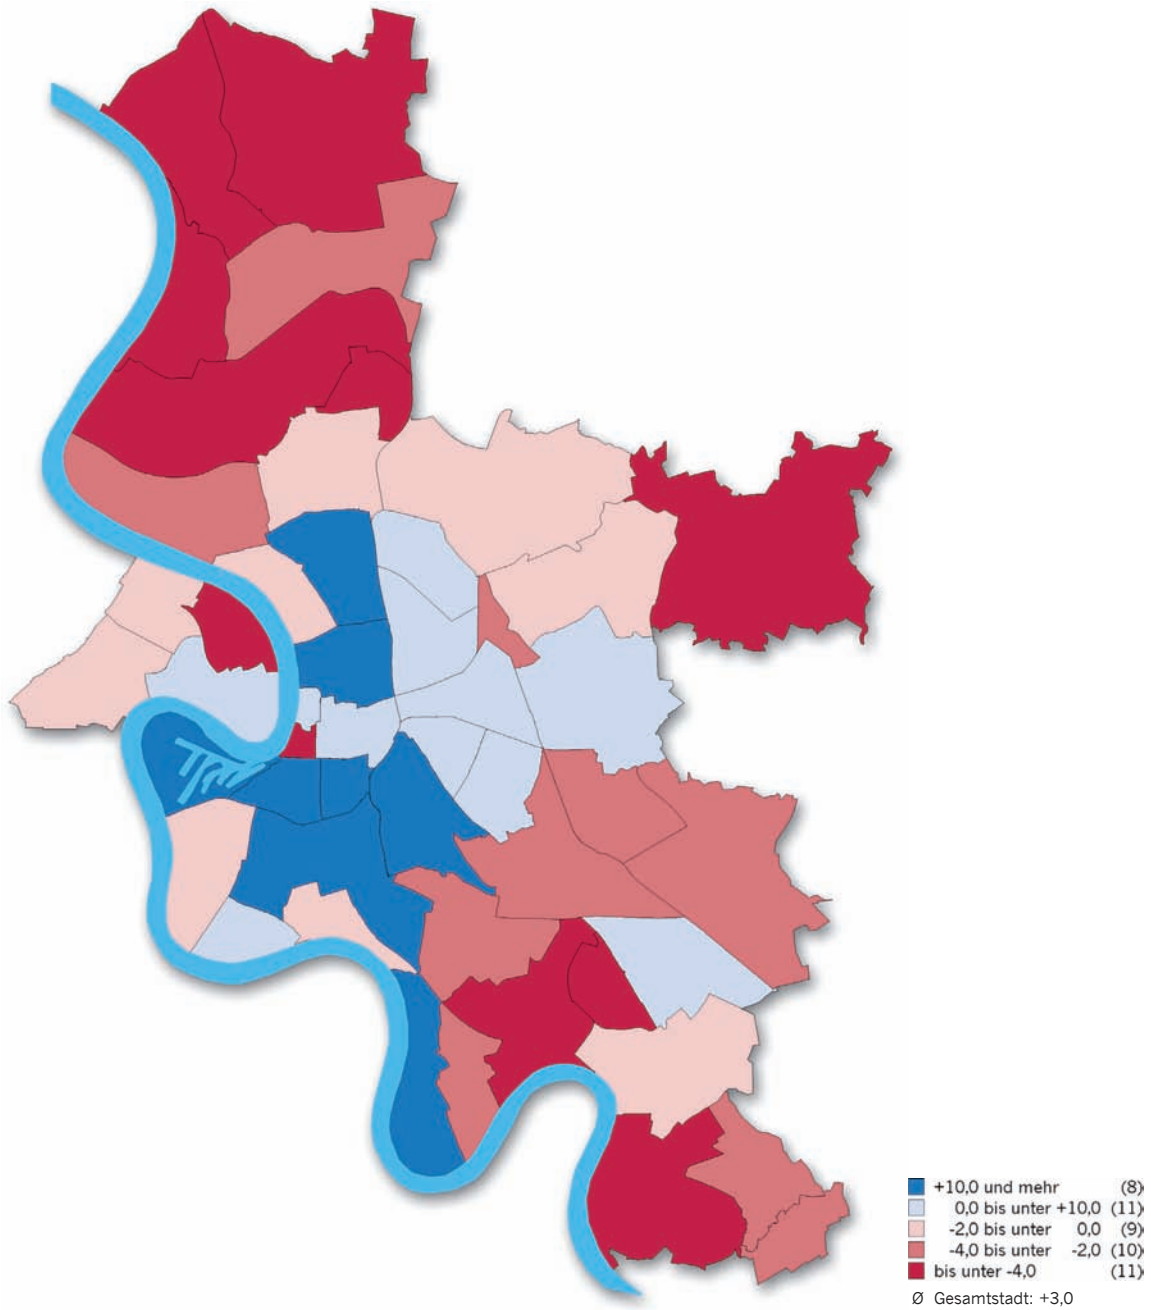 +10,0 und mehr (8)
0,0 bis unter +10,0 (11)
-2,0 bis unter 0,0 (9)
-4,0 bis unter -2,0 (10)
bis unter -4,0 (11)
Ø Gesamtstadt: +3,0